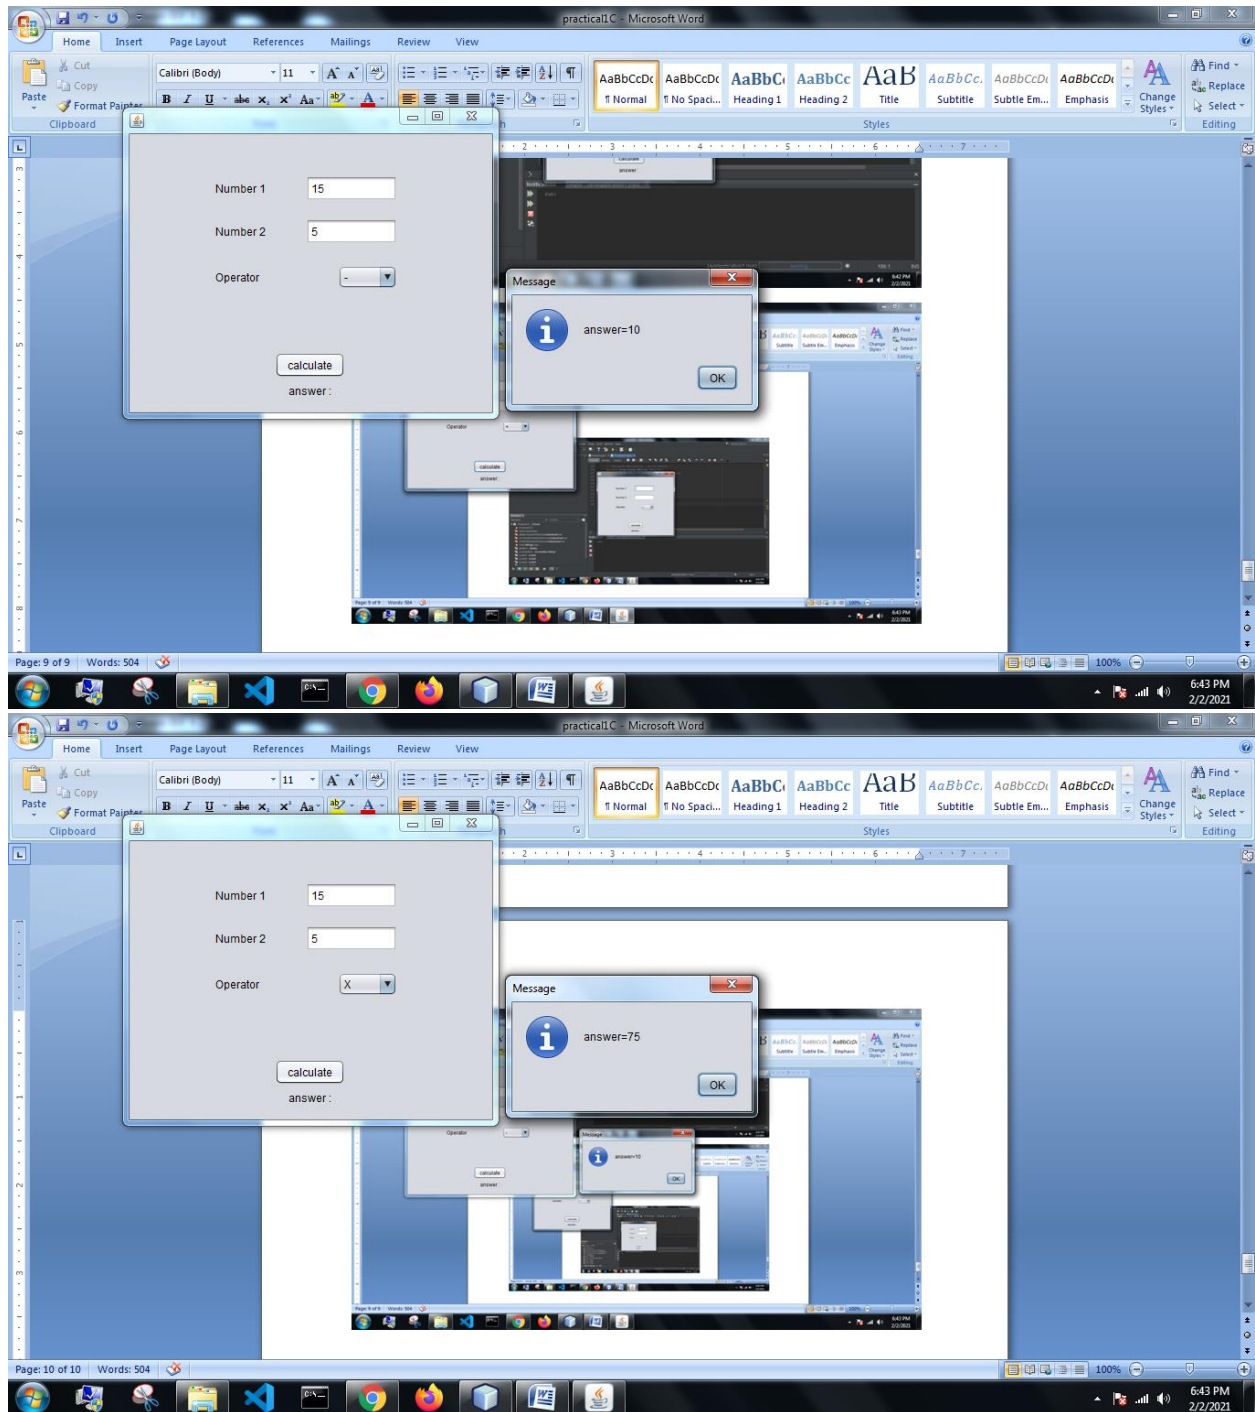 practical1C - Microsoft Word
Home Insert Page Layout References Mailings Review View
Cut
Copy
Format Painter
Paste
Clipboard
Calibri (Body) 11
AaBbCcDc AaBbCcDc AaBbC AaBbCc AaB AaBbCc. AaBbCcDc AaBbCcDc
¶ Normal ¶ No Spaci... Heading 1 Heading 2 Title Subtitle Subtle Em... Emphasis
Change Styles
Styles
Find
Replace
Select
Editing
Number 1 15
Number 2 5
Operator -
calculate
answer :
Message
answer=10
OK
Page: 9 of 9 Words: 504
100%
6:43 PM
2/2/2021
practical1C - Microsoft Word
Home Insert Page Layout References Mailings Review View
Cut
Copy
Format Painter
Paste
Clipboard
Calibri (Body) 11
AaBbCcDc AaBbCcDc AaBbC AaBbCc AaB AaBbCc. AaBbCcDc AaBbCcDc
¶ Normal ¶ No Spaci... Heading 1 Heading 2 Title Subtitle Subtle Em... Emphasis
Change Styles
Styles
Find
Replace
Select
Editing
Number 1 15
Number 2 5
Operator X
calculate
answer :
Message
answer=75
OK
Page: 10 of 10 Words: 504
100%
6:43 PM
2/2/2021